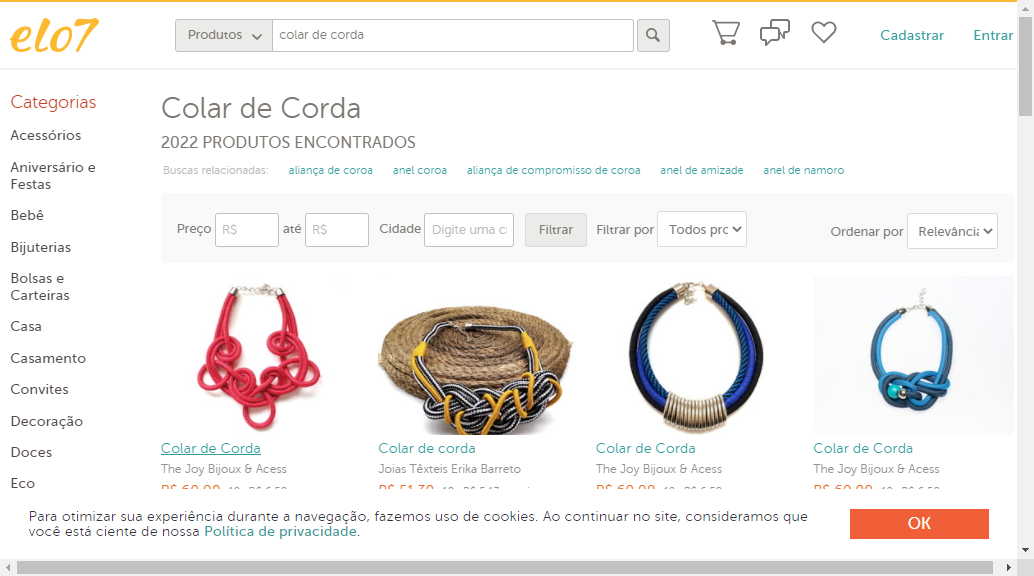 elo7
Produtos
colar de corda
Cadastrar
Entrar
Categorias
Acessórios
Aniversário e
Festas
Bebê
Bijuterias
Bolsas e
Carteiras
Casa
Casamento
Convites
Decoração
Doces
Eco
Colar de Corda
2022 PRODUTOS ENCONTRADOS
Buscas relacionadas: aliança de coroa anel coroa aliança de compromisso de coroa anel de amizade anel de namoro
Preço R$ até R$ Cidade Digite uma ci Filtrar Filtrar por Todos pro Ordenar por Relevância
Colar de Corda
The Joy Bijoux & Acess
Colar de corda
Joias Têxteis Erika Barreto
Colar de Corda
The Joy Bijoux & Acess
Colar de Corda
The Joy Bijoux & Acess
Para otimizar sua experiência durante a navegação, fazemos uso de cookies. Ao continuar no site, consideramos que
você está ciente de nossa Política de privacidade.
OK